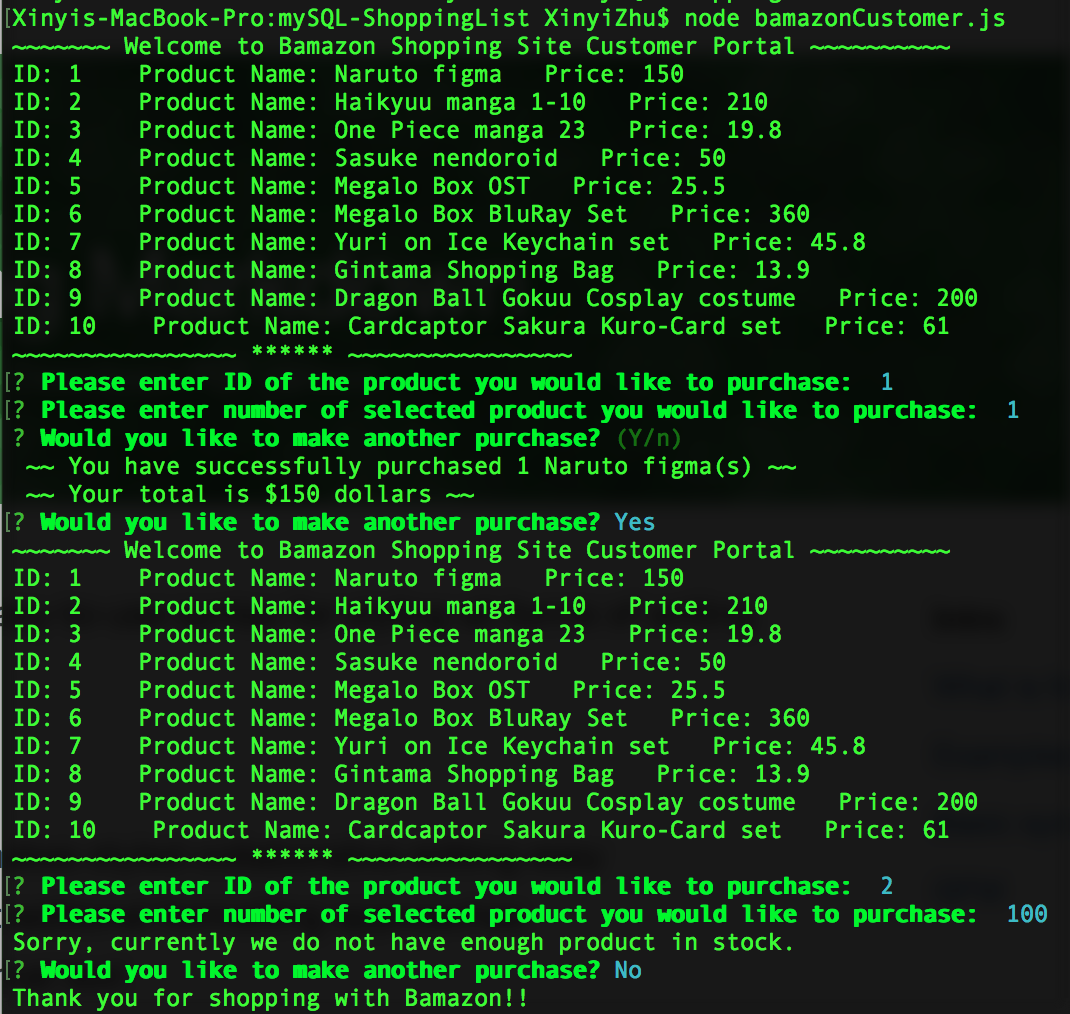 [Xinyis-MacBook-Pro:mySQL-ShoppingList XinyiZhu$ node bamazonCustomer.js
~~~~~~~ Welcome to Bamazon Shopping Site Customer Portal ~~~~~~~~~~
ID: 1    Product Name: Naruto figma   Price: 150
ID: 2    Product Name: Haikyuu manga 1-10   Price: 210
ID: 3    Product Name: One Piece manga 23   Price: 19.8
ID: 4    Product Name: Sasuke nendoroid   Price: 50
ID: 5    Product Name: Megalo Box OST   Price: 25.5
ID: 6    Product Name: Megalo Box BluRay Set   Price: 360
ID: 7    Product Name: Yuri on Ice Keychain set   Price: 45.8
ID: 8    Product Name: Gintama Shopping Bag   Price: 13.9
ID: 9    Product Name: Dragon Ball Gokuu Cosplay costume   Price: 200
ID: 10    Product Name: Cardcaptor Sakura Kuro-Card set   Price: 61
~~~~~~~~~~~~~~~~ ****** ~~~~~~~~~~~~~~~~
[? Please enter ID of the product you would like to purchase:  1
[? Please enter number of selected product you would like to purchase:  1
? Would you like to make another purchase? (Y/n)
~~ You have successfully purchased 1 Naruto figma(s) ~~
~~ Your total is $150 dollars ~~
[? Would you like to make another purchase? Yes
~~~~~~~ Welcome to Bamazon Shopping Site Customer Portal ~~~~~~~~~~
ID: 1    Product Name: Naruto figma   Price: 150
ID: 2    Product Name: Haikyuu manga 1-10   Price: 210
ID: 3    Product Name: One Piece manga 23   Price: 19.8
ID: 4    Product Name: Sasuke nendoroid   Price: 50
ID: 5    Product Name: Megalo Box OST   Price: 25.5
ID: 6    Product Name: Megalo Box BluRay Set   Price: 360
ID: 7    Product Name: Yuri on Ice Keychain set   Price: 45.8
ID: 8    Product Name: Gintama Shopping Bag   Price: 13.9
ID: 9    Product Name: Dragon Ball Gokuu Cosplay costume   Price: 200
ID: 10    Product Name: Cardcaptor Sakura Kuro-Card set   Price: 61
~~~~~~~~~~~~~~~~ ****** ~~~~~~~~~~~~~~~~
[? Please enter ID of the product you would like to purchase:  2
[? Please enter number of selected product you would like to purchase:  100
Sorry, currently we do not have enough product in stock.
[? Would you like to make another purchase? No
Thank you for shopping with Bamazon!!